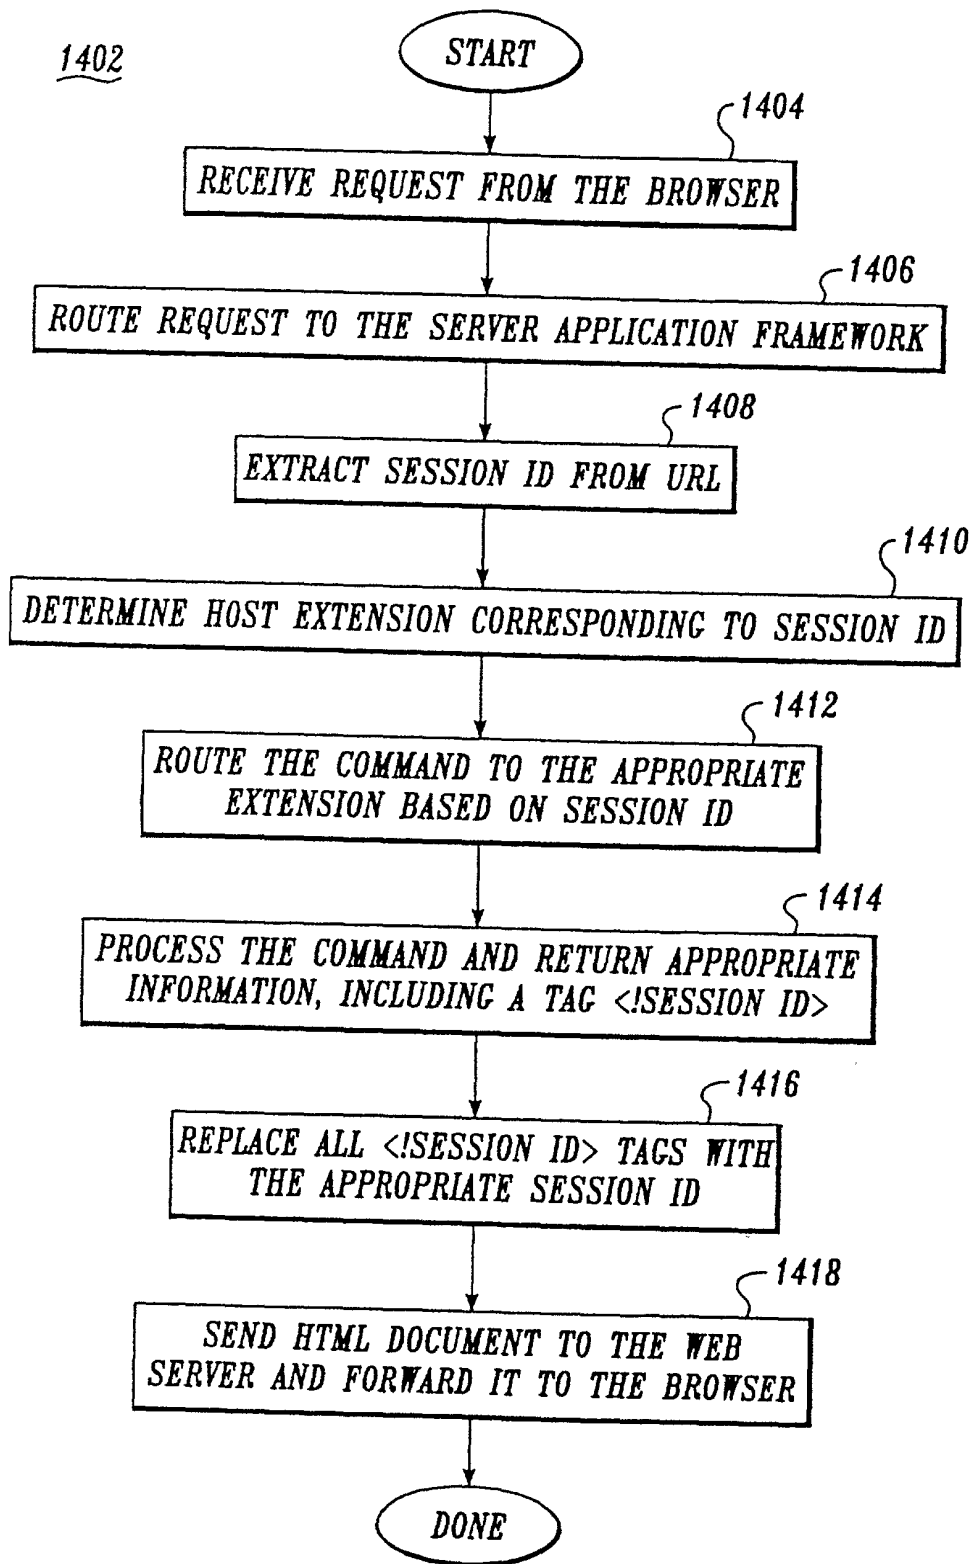 1402
START
1404
RECEIVE REQUEST FROM THE BROWSER
1406
ROUTE REQUEST TO THE SERVER APPLICATION FRAMEWORK
1408
EXTRACT SESSION ID FROM URL
1410
DETERMINE HOST EXTENSION CORRESPONDING TO SESSION ID
1412
ROUTE THE COMMAND TO THE APPROPRIATE
EXTENSION BASED ON SESSION ID
1414
PROCESS THE COMMAND AND RETURN APPROPRIATE
INFORMATION, INCLUDING A TAG <!SESSION ID>
1416
REPLACE ALL <!SESSION ID> TAGS WITH
THE APPROPRIATE SESSION ID
1418
SEND HTML DOCUMENT TO THE WEB
SERVER AND FORWARD IT TO THE BROWSER
DONE